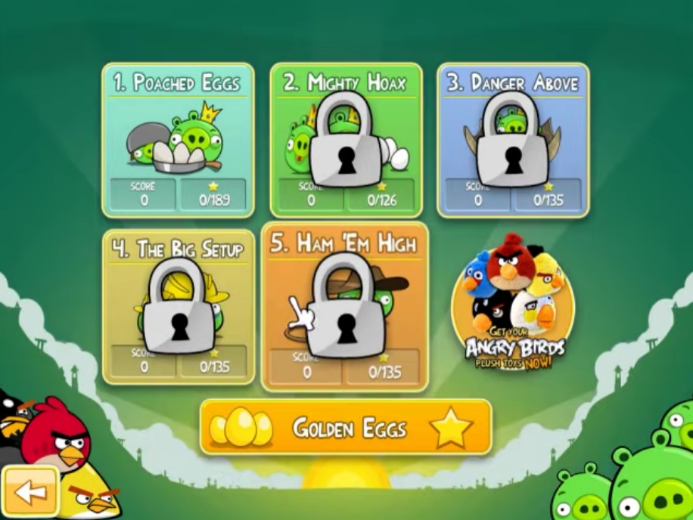 1. POACHED EGGS
2. MIGHTY HOAX
3. DANGER ABOVE
SCORE
0
0/189
SCORE
0
0/126
SCORE
0
0/135
4. THE BIG SETUP
5. HAM 'EM HIGH
SCORE
0
0/135
SCORE
0
0/135
GET YOUR
ANGRY BIRDS
PLUSH TOYS NOW!
GOLDEN EGGS